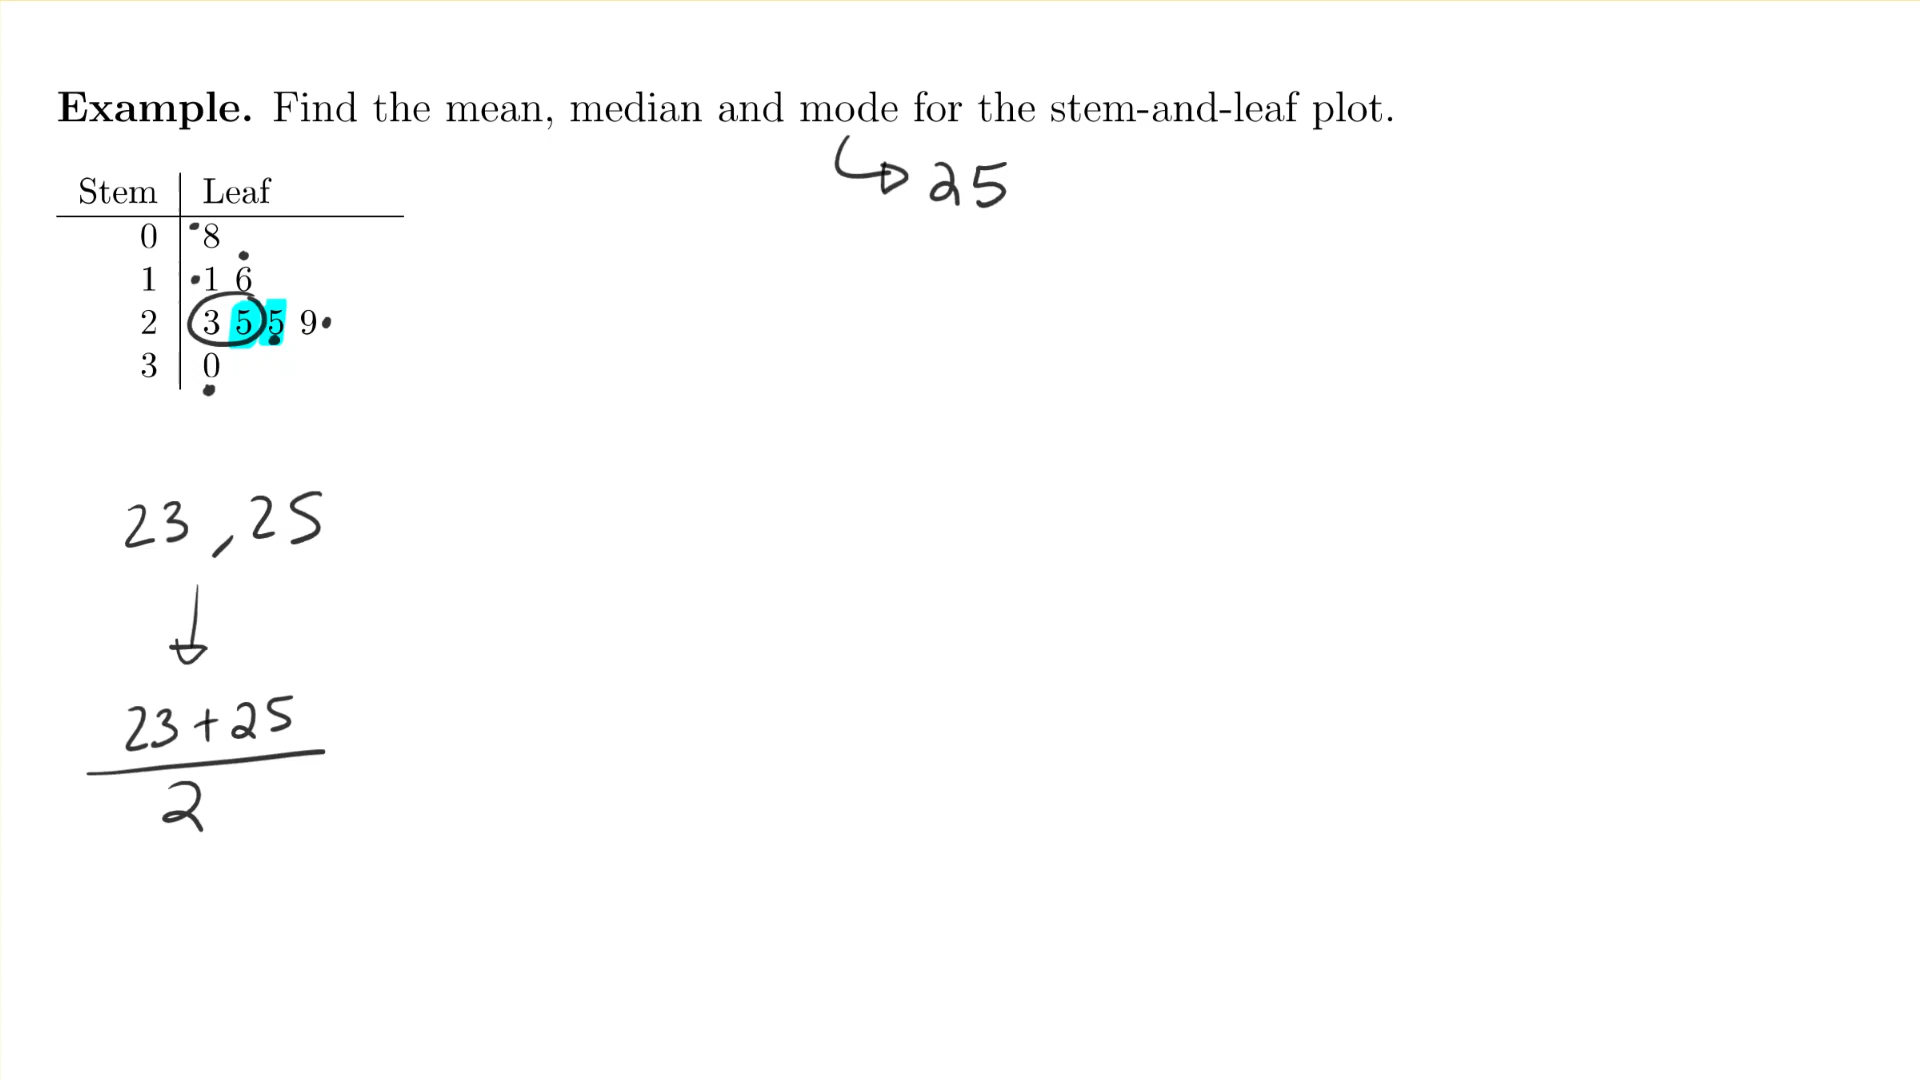 Example. Find the mean, median and mode for the stem-and-leaf plot.
25
Stem Leaf
0 8
1 1 6
2 3 5 5 9
3 0
23, 25
23 + 25
2